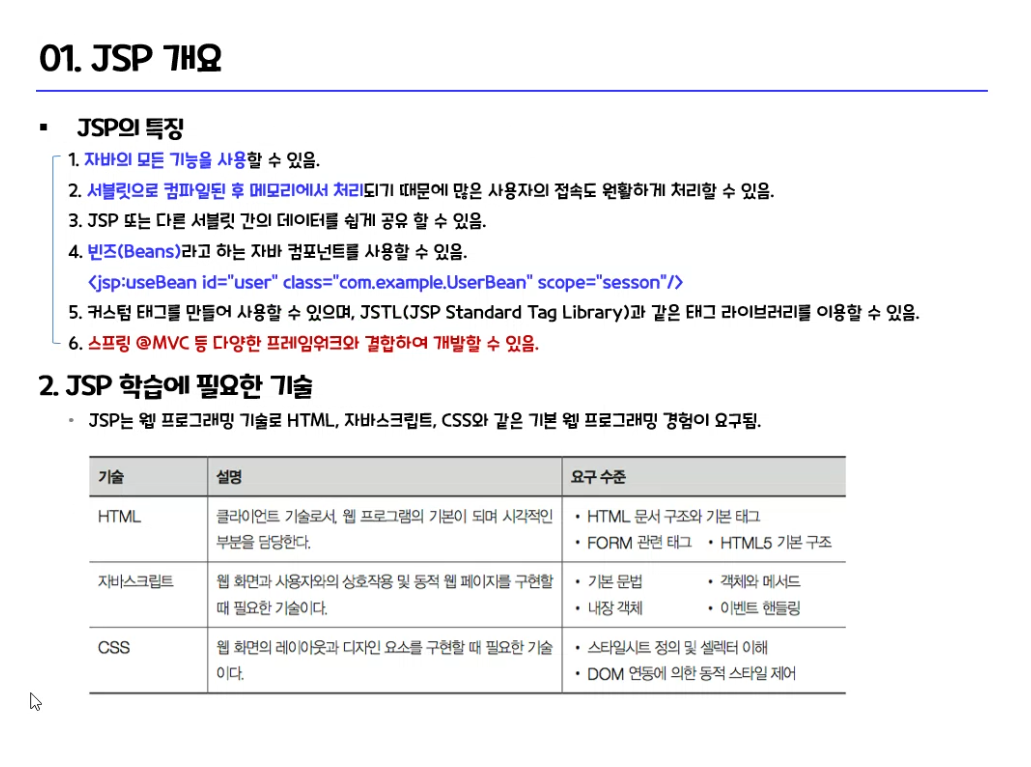 01. JSP 개요
▪ JSP의 특징
1. 자바의 모든 기능을 사용할 수 있음.
2. 서블릿으로 컴파일된 후 메모리에서 처리되기 때문에 많은 사용자의 접속도 원활하게 처리할 수 있음.
3. JSP 또는 다른 서블릿 간의 데이터를 쉽게 공유 할 수 있음.
4. 빈즈(Beans)라고 하는 자바 컴포넌트를 사용할 수 있음.
<jsp:useBean id="user" class="com.example.UserBean" scope="sesson"/>
5. 커스텀 태그를 만들어 사용할 수 있으며, JSTL(JSP Standard Tag Library)과 같은 태그 라이브러리를 이용할 수 있음.
6. 스프링 @MVC 등 다양한 프레임워크와 결합하여 개발할 수 있음.
2. JSP 학습에 필요한 기술
• JSP는 웹 프로그래밍 기술로 HTML, 자바스크립트, CSS와 같은 기본 웹 프로그래밍 경험이 요구됨.
기술 설명 요구 수준
HTML 클라이언트 기술로서, 웹 프로그램의 기본이 되며 시각적인 • HTML 문서 구조와 기본 태그
부분을 담당한다. • FORM 관련 태그 • HTML5 기본 구조
자바스크립트 웹 화면과 사용자와의 상호작용 및 동적 웹 페이지를 구현할 • 기본 문법 • 객체와 메서드
때 필요한 기술이다. • 내장 객체 • 이벤트 핸들링
CSS 웹 화면의 레이아웃과 디자인 요소를 구현할 때 필요한 기술 • 스타일시트 정의 및 셀렉터 이해
이다. • DOM 연동에 의한 동적 스타일 제어